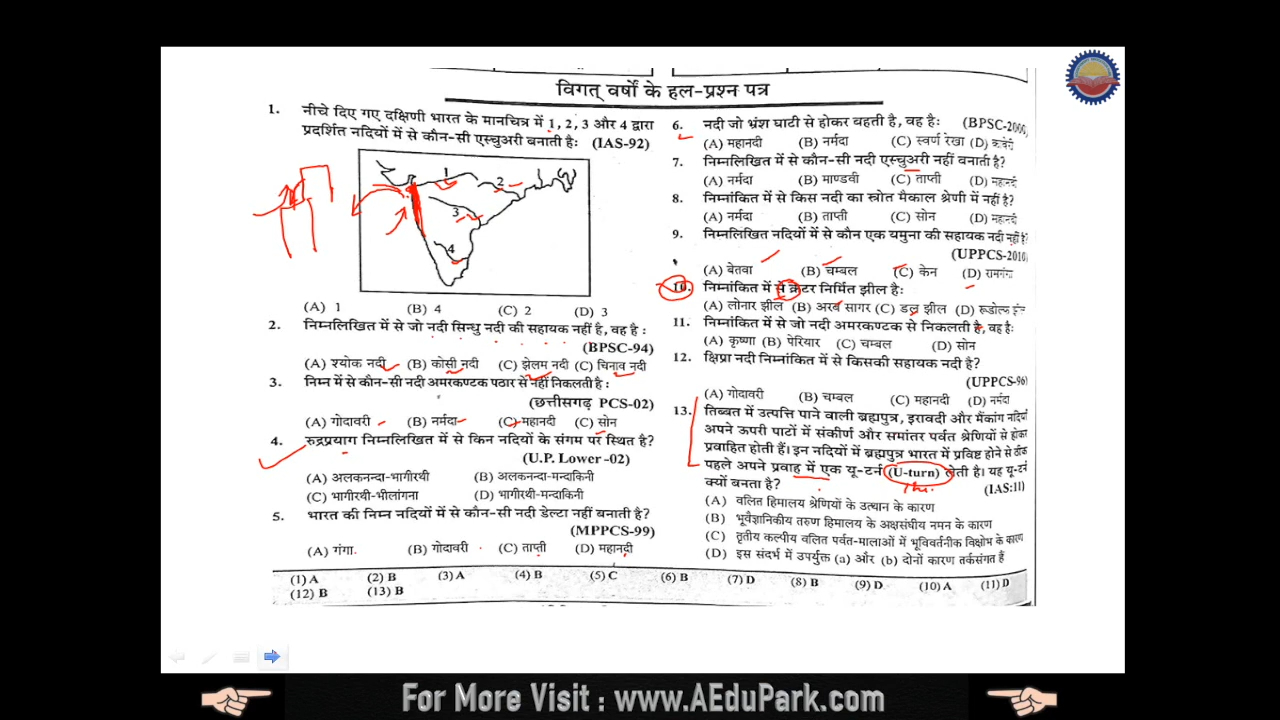 विगत् वर्षों के हल-प्रश्न पत्र
1. नीचे दिए गए दक्षिणी भारत के मानचित्र में 1, 2, 3 और 4 द्वारा
प्रदर्शित नदियों में से कौन-सी एस्चुअरी बनाता है: (IAS-92)
1
2
3
4
(A) 1 (B) 4 (C) 2 (D) 3
2. निम्नलिखित में से जो नदी सिन्धु नदी की सहायक नहीं है, वह है :
(BPSC-94)
(A) श्योक नदी (B) कोसी नदी (C) झेलम नदी (C) चिनाव नदी
3. निम्न में से कौन-सी नदी अमरकण्टक पठार से नहीं निकलती है :
(छत्तीसगढ़ PCS-02)
(A) गोदावरी (B) नर्मदा (C) महानदी (C) सोन
4. रुद्रप्रयाग निम्नलिखित में से किन नदियों के संगम पर स्थित है?
(U.P. Lower -02)
(A) अलकनन्दा-भागीरथी (B) अलकनन्दा-मन्दाकिनी
(C) भागीरथी-भीलांगना (D) भागीरथी-मन्दाकिनी
5. भारत की निम्न नदियों में से कौन-सी नदी डेल्टा नहीं बनाती है?
(MPPCS-99)
(A) गंगा (B) गोदावरी (C) ताप्ती (D) महानदी
6. नदी जो भ्रंश घाटी से होकर बहती है, वह है: (BPSC-2000)
(A) महानदी (B) नर्मदा (C) स्वर्ण रेखा (D)
7. निम्नलिखित में से कौन-सी नदी एस्चुअरी नहीं वनाती है?
(A) नर्मदा (B) माण्डवी (C) ताप्ती (D) महानदी
8. निम्नांकित में से किस नदी का स्त्रोत मैकाल श्रेणी में नहीं है?
(A) नर्मदा (B) ताप्ती (C) सोन (D) महानदी
9. निम्नलिखित नदियों में से कौन एक यमुना की सहायक नदी नहीं है?
(UPPCS-2010)
(A) बेतवा (B) चम्बल (C) केन (D) रामगंगा
10. निम्नांकित में से क्रेटर निर्मित झील है:
(A) लोनार झील (B) अरब सागर (C) डल झील (D) रूडोल्फ
11. निम्नांकित में से जो नदी अमरकण्टक से निकलती है, वह है:
(A) कृष्णा (B) पेरियार (C) चम्बल (D) सोन
12. क्षिप्रा नदी निम्नांकित में से किसकी सहायक नदी है?
(UPPCS-96)
(A) गोदावरी (B) चम्बल (C) महानदी (D) नर्मदा
13. तिब्बत में उत्पत्ति पाने वाली ब्रह्मपुत्र, इरावदी और मैंकांग नदियाँ
अपने ऊपरी पाटों में संकीर्ण और समांतर पर्वत श्रेणियों से होकर
प्रवाहित होती हैं। इन नदियों में ब्रह्मपुत्र भारत में प्रविष्ट होने से ठीक
पहले अपने प्रवाह में एक यू-टर्न (U-turn) लेती है। यह यू-टर्न
क्यों बनता है? (IAS:11)
(A) वलित हिमालय श्रेणियों के उत्थान के कारण
(B) भूवैज्ञानिकीय तरुण हिमालय के अक्षसंघीय नमन के कारण
(C) तृतीय कल्पीय वलित पर्वत-मालाओं में भूविवर्तनीक विक्षोभ के कारण
(D) इस संदर्भ में उपर्युक्त (a) और (b) दोनों कारण तर्कसंगत हैं
(1) A (2) B (3) A (4) B (5) C (6) B (7) D (8) B (9) D (10) A (11) D
(12) B (13) B
For More Visit : www.AEduPark.com